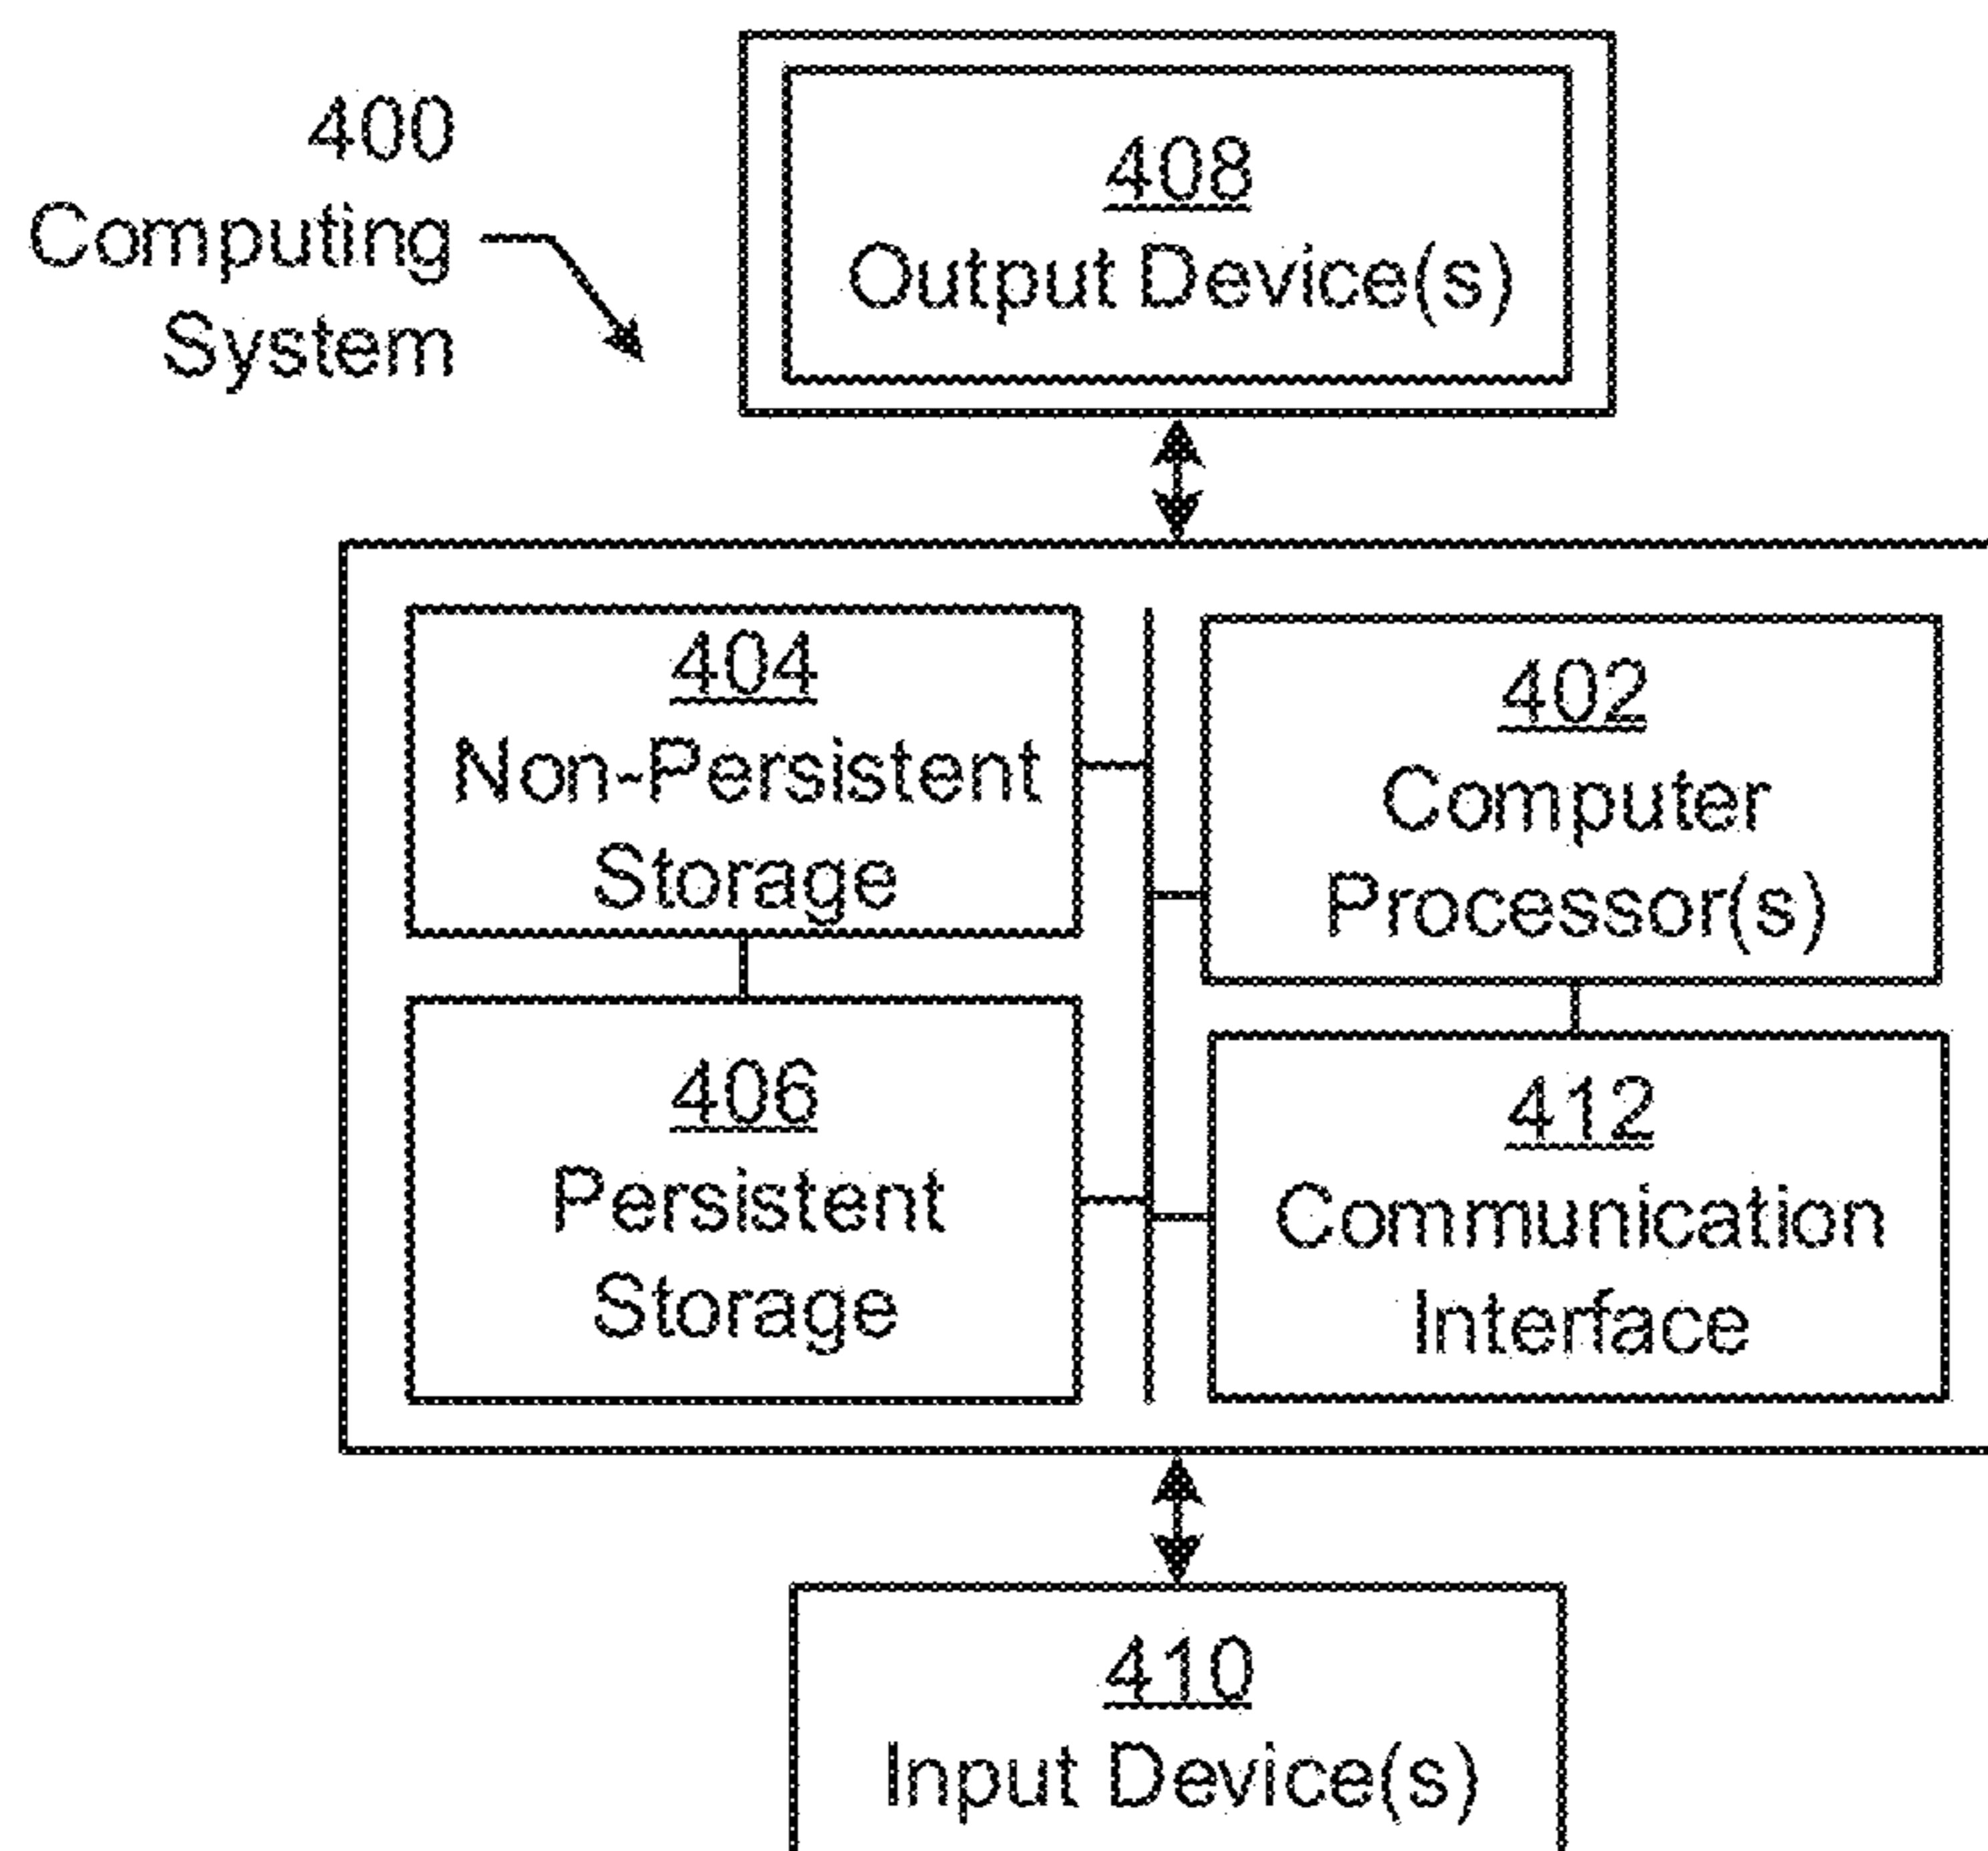 400
Computing
System
408
Output Device(s)
404
Non-Persistent
Storage
402
Computer
Processor(s)
406
Persistent
Storage
412
Communication
Interface
410
Input Device(s)